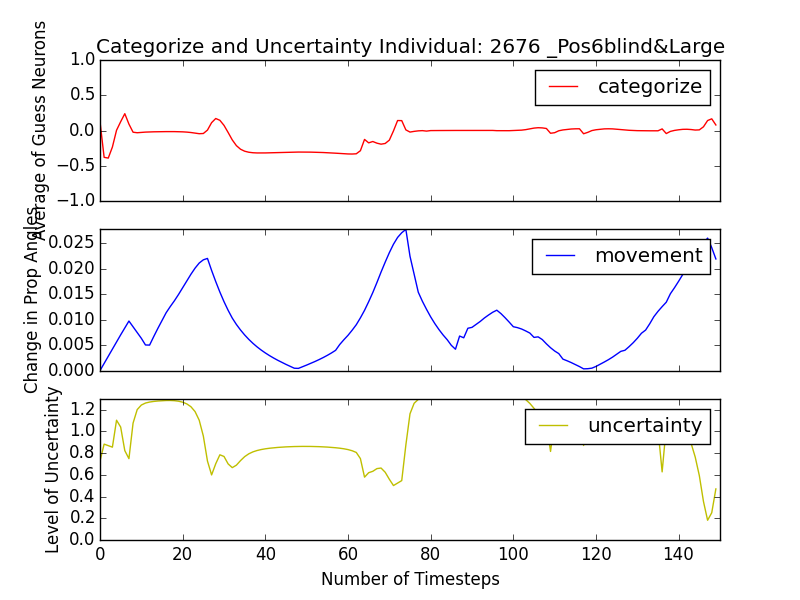 Categorize and Uncertainty Individual: 2676 _Pos6blind&Large
Average of Guess Neurons
1.0
0.5
0.0
−0.5
−1.0
categorize
Change in Prop Angles
0.025
0.020
0.015
0.010
0.005
0.000
movement
Level of Uncertainty
1.2
1.0
0.8
0.6
0.4
0.2
0.0
uncertainty
0 20 40 60 80 100 120 140
Number of Timesteps